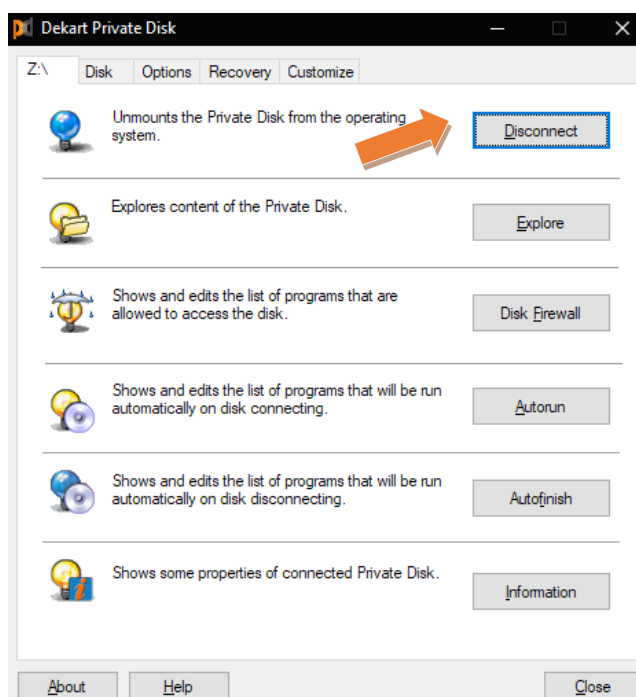 Dekart Private Disk
Z:\ Disk Options Recovery Customize
Unmounts the Private Disk from the operating
system.
Disconnect
Explores content of the Private Disk.
Explore
Shows and edits the list of programs that are
allowed to access the disk.
Disk Firewall
Shows and edits the list of programs that will be run
automatically on disk connecting.
Autorun
Shows and edits the list of programs that will be run
automatically on disk disconnecting.
Autofinish
Shows some properties of connected Private Disk.
Information
About Help Close